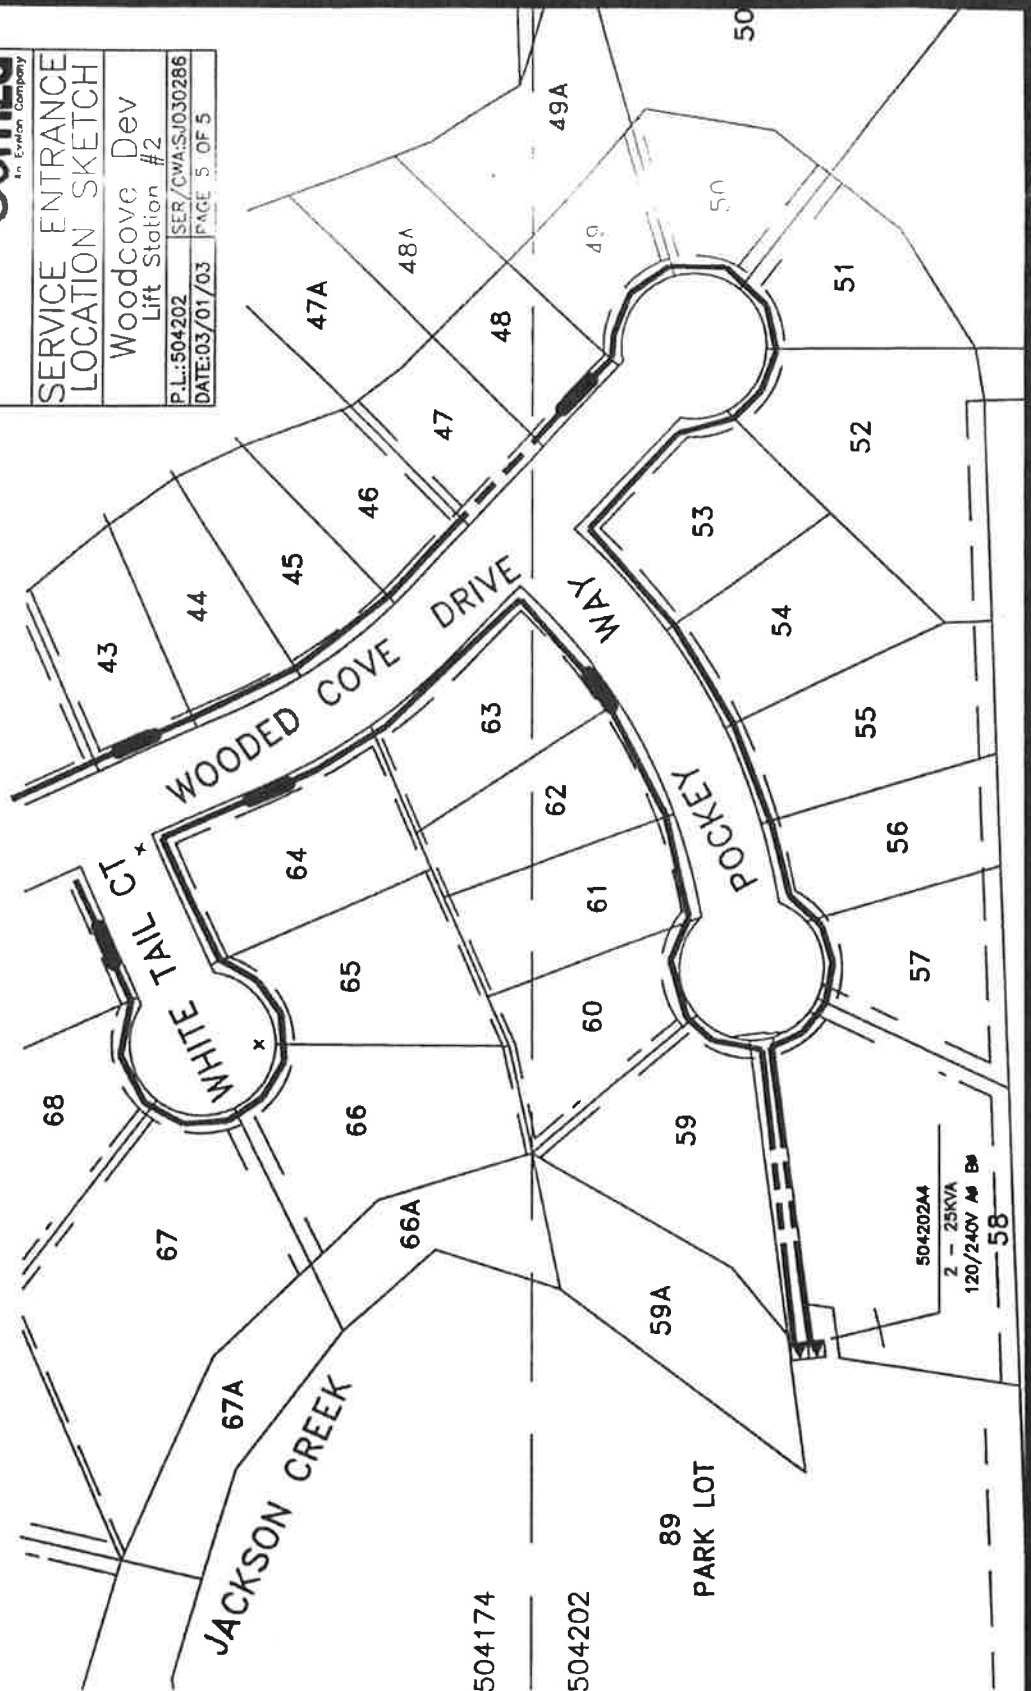 An Exelon Company
SERVICE ENTRANCE
LOCATION SKETCH
Woodcove Dev
Lift Station #2
P.L.:504202
SER/CWA:SJ030286
DATE:03/01/03
PAGE 5 OF 5
43
44
45
46
47
47A
48
48A
49
49A
50
50
51
52
53
54
55
56
57
58
59
59A
60
61
62
63
64
65
66
66A
67
67A
68
WOODED COVE DRIVE
WHITE TAIL CT
POCKEY WAY
JACKSON CREEK
89
PARK LOT
504174
504202
504202A4
2 - 25KVA
120/240V
x
x